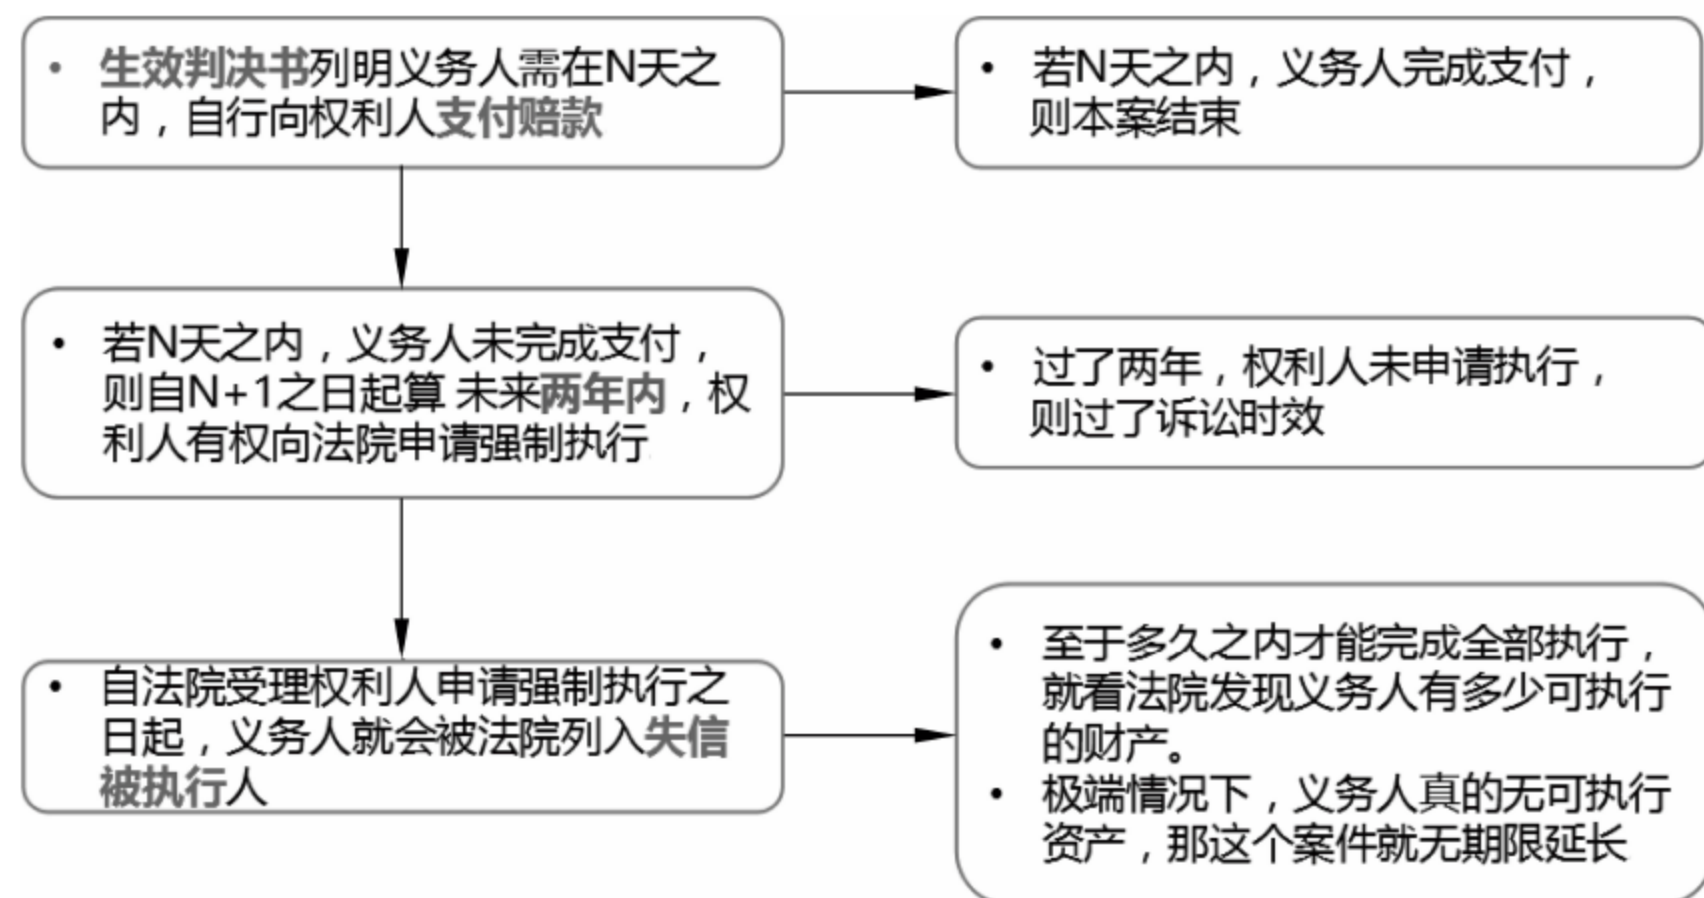 • 生效判决书列明义务人需在N天之
内，自行向权利人支付赔款
• 若N天之内，义务人完成支付，
则本案结束
• 若N天之内，义务人未完成支付，
则自N+1之日起算 未来两年内，权
利人有权向法院申请强制执行
• 过了两年，权利人未申请执行，
则过了诉讼时效
• 自法院受理权利人申请强制执行之
日起，义务人就会被法院列入失信
被执行人
• 至于多久之内才能完成全部执行，
就看法院发现义务人有多少可执行
的财产。
• 极端情况下，义务人真的无可执行
资产，那这个案件就无期限延长